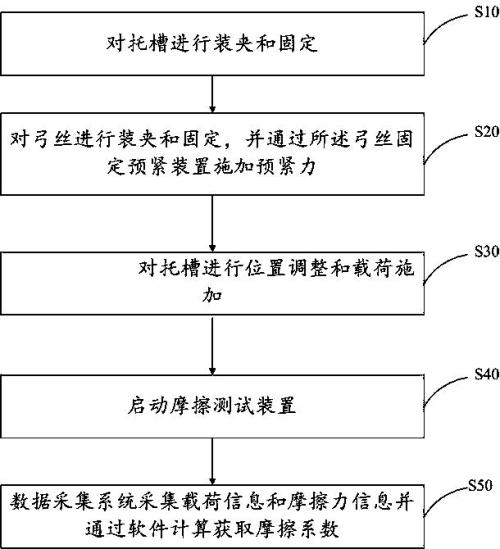 S10
对托槽进行装夹和固定
S20
对弓丝进行装夹和固定，并通过所述弓丝固
定预紧装置施加预紧力
S30
对托槽进行位置调整和载荷施
加
S40
启动摩擦测试装置
S50
数据采集系统采集载荷信息和摩擦力信息并
通过软件计算获取摩擦系数